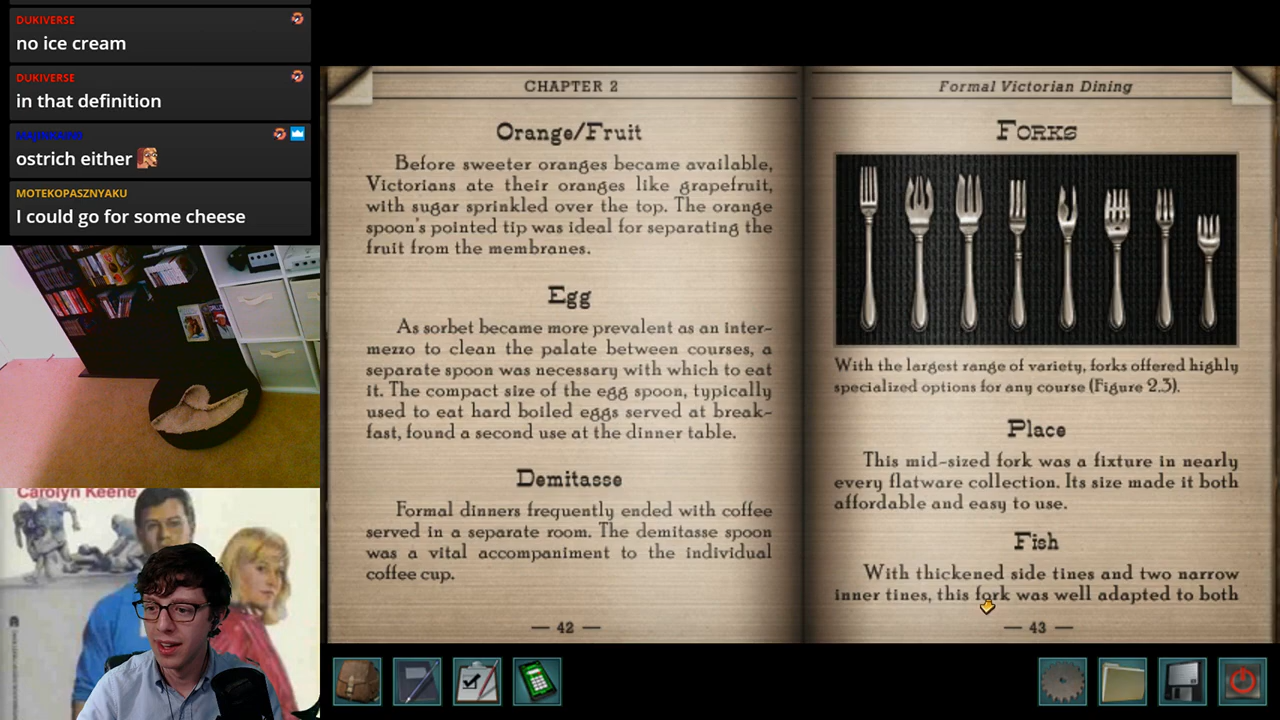 DUKIVERSE
no ice cream
DUKIVERSE
in that definition
ostrich either
MOTEKOPASZNYAKU
I could go for some cheese
Carolyn Keene
CHAPTER 2
Orange/Fruit
Before sweeter oranges became available,
Victorians ate their oranges like grapefruit,
with sugar sprinkled over the top. The orange
spoon's pointed tip was ideal for separating the
fruit from the membranes.
Egg
As sorbet became more prevalent as an inter-
mezzo to clean the palate between courses, a
separate spoon was necessary with which to eat
it. The compact size of the egg spoon, typically
used to eat hard boiled eggs served at break-
fast, found a second use at the dinner table.
Demitasse
Formal dinners frequently ended with coffee
served in a separate room. The demitasse spoon
was a vital accompaniment to the individual
coffee cup.
— 42 —
Formal Victorian Dining
FORKS
With the largest range of variety, forks offered highly
specialized options for any course (Figure 2.3).
Place
This mid-sized fork was a fixture in nearly
every flatware collection. Its size made it both
affordable and easy to use.
Fish
With thickened side tines and two narrow
inner tines, this fork was well adapted to both
— 43 —